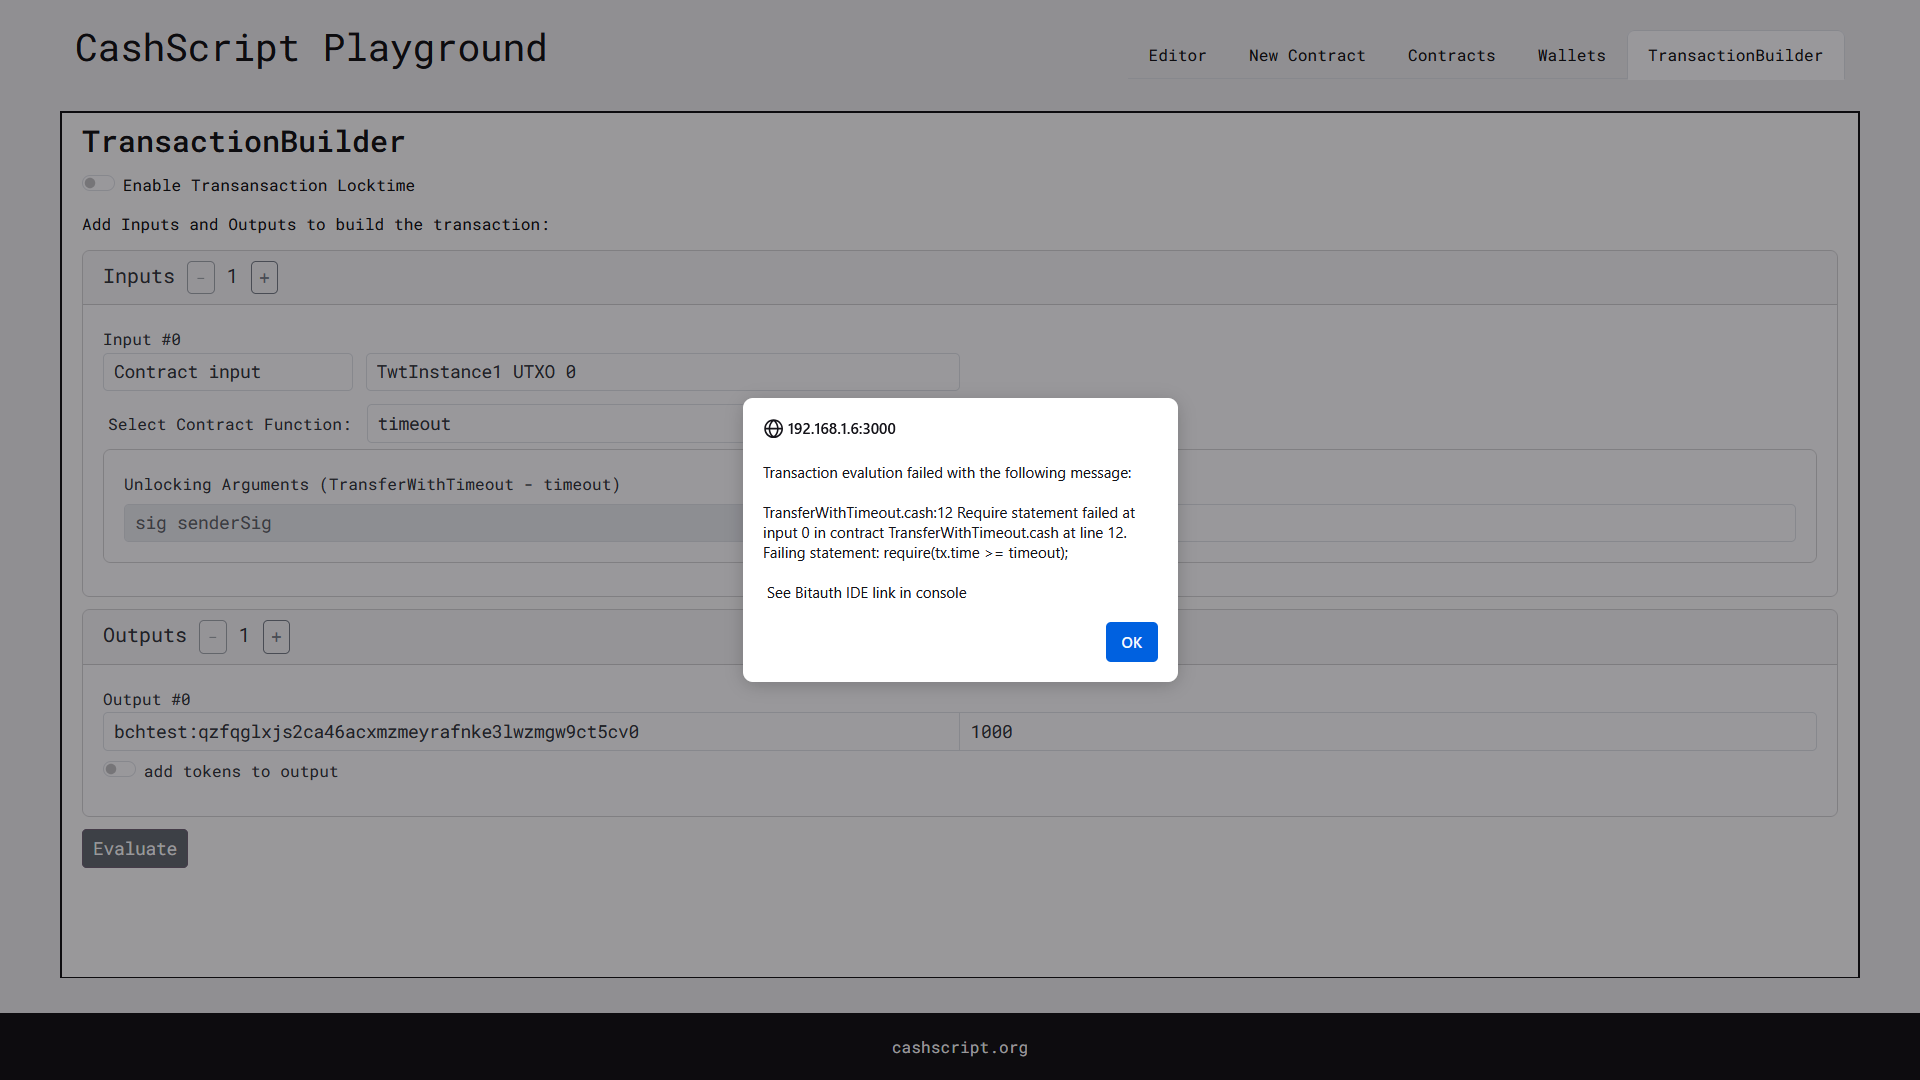 CashScript Playground
Editor
New Contract
Contracts
Wallets
TransactionBuilder
TransactionBuilder
Enable Transansaction Locktime
Add Inputs and Outputs to build the transaction:
Inputs - 1 +
Input #0
Contract input
TwtInstance1 UTXO 0
Select Contract Function:
timeout
Unlocking Arguments (TransferWithTimeout - timeout)
sig senderSig
192.168.1.6:3000
Transaction evalution failed with the following message:
TransferWithTimeout.cash:12 Require statement failed at
input 0 in contract TransferWithTimeout.cash at line 12.
Failing statement: require(tx.time >= timeout);
See Bitauth IDE link in console
OK
Outputs - 1 +
Output #0
bchtest:qzfqglxjs2ca46acxmzmeyrafnke3lwzmgw9ct5cv0
1000
add tokens to output
Evaluate
cashscript.org